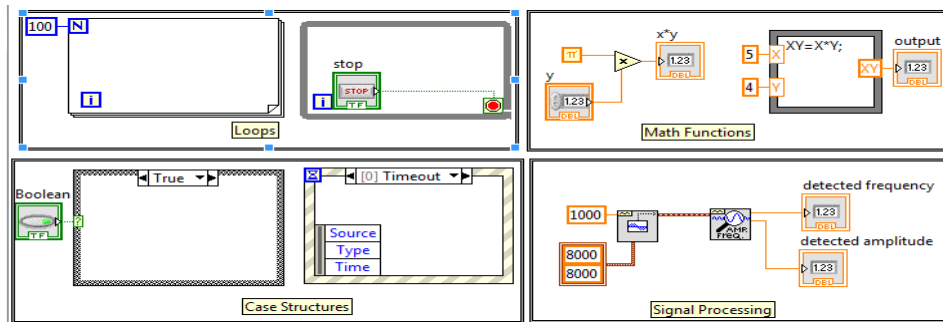 100 N
i
stop
STOP
TF
i
Loops
π
x*y
1.23
DBL
y
1.23
DBL
5 X
4 Y
XY=X*Y;
XY
output
1.23
DBL
Math Functions
Boolean
TF
?
True
[0] Timeout
Source
Type
Time
Case Structures
1000
8000
8000
AMP
FREQ.
detected frequency
1.23
DBL
detected amplitude
1.23
DBL
Signal Processing